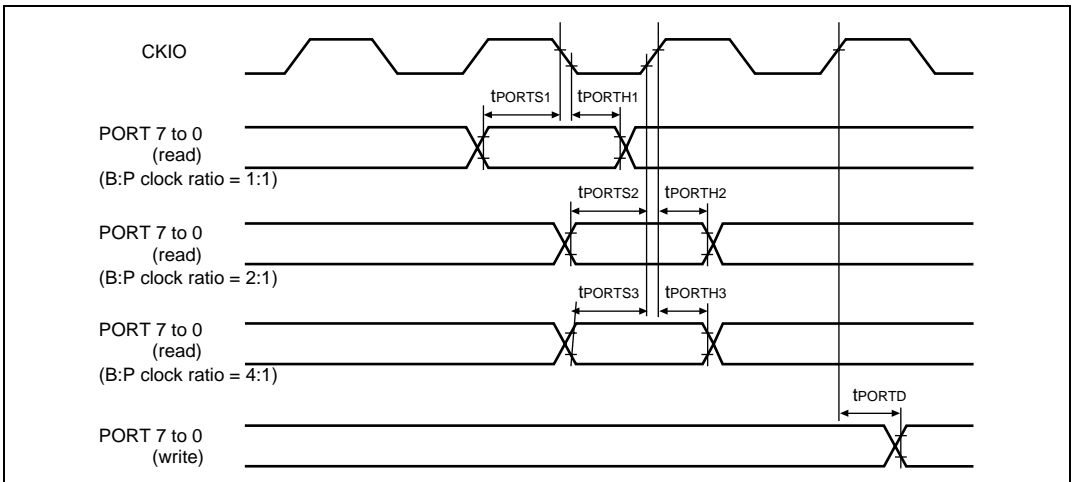 CKIO
tPORTS1 tPORTH1
PORT 7 to 0
(read)
(B:P clock ratio = 1:1)
tPORTS2 tPORTH2
PORT 7 to 0
(read)
(B:P clock ratio = 2:1)
tPORTS3 tPORTH3
PORT 7 to 0
(read)
(B:P clock ratio = 4:1)
tPORTD
PORT 7 to 0
(write)